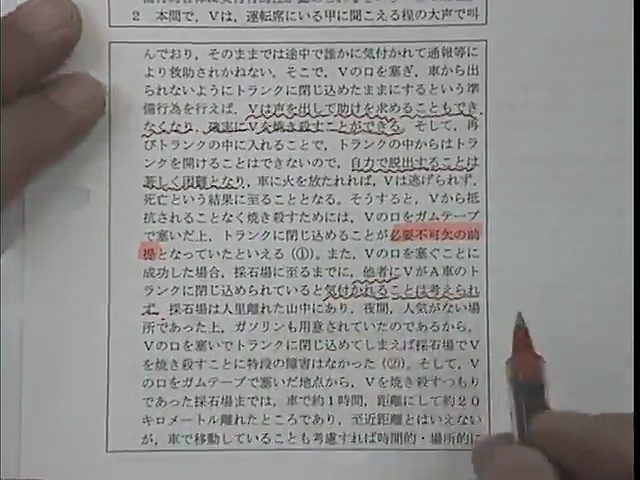 2 本問で，Ｖは，運転席にいる甲に聞こえる程の大声で叫
んでおり，そのままでは途中で誰かに気付かれて通報等に
より救助されかねない。そこで，Ｖの口を塞ぎ，車から出
られないようにトランクに閉じ込めたままにするという準
備行為を行えば，Ｖは声を出して助けを求めることもでき
なくなり，確実にＶを焼き殺すことができる。そして，再
びトランクの中に入れることで，トランクの中からはトラ
ンクを開けることはできないので，自力で脱出することは
著しく困難となり，車に火を放たれれば，Ｖは逃げられず，
死亡という結果に至ることとなる。そうすると，Ｖから抵
抗されることなく焼き殺すためには，Ｖの口をガムテープ
で塞いだ上，トランクに閉じ込めることが必要不可欠の前
提となっていたといえる（①）。また，Ｖの口を塞ぐことに
成功した場合，採石場に至るまでに，他者にＶがＡ車のト
ランクに閉じ込められていると気付かれることは考えられ
ず，採石場は人里離れた山中にあり，夜間，人気がない場
所であった上，ガソリンも用意されていたのであるから，
Ｖの口を塞いでトランクに閉じ込めてしまえば採石場でＶ
を焼き殺すことに特段の障害はなかった（②）。そして，Ｖ
の口をガムテープで塞いだ地点から，Ｖを焼き殺すつもり
であった採石場までは，車で約１時間，距離にして約２０
キロメートル離れたところであり，至近距離とはいえない
が，車で移動していることも考慮すれば時間的・場所的に